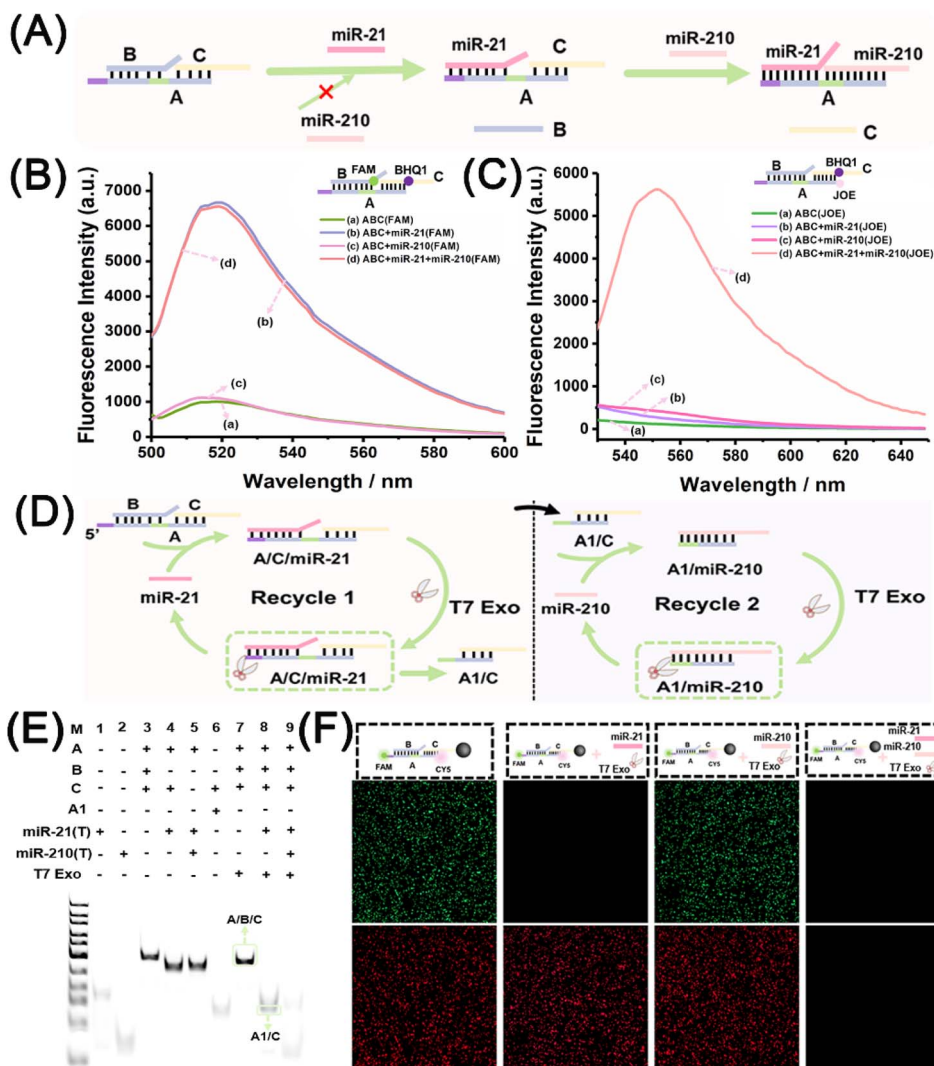 (A)
B C A
miR-21
miR-210
miR-21 C
A
B
miR-210
miR-21 miR-210
A
C
(B)
Fluorescence Intensity (a.u.)
7000
6000
5000
4000
3000
2000
1000
0
500 520 540 560 580 600
Wavelength / nm
B FAM BHQ1 C
A
(a) ABC(FAM)
(b) ABC+miR-21(FAM)
(c) ABC+miR-210(FAM)
(d) ABC+miR-21+miR-210(FAM)
(d)
(b)
(c)
(a)
(C)
Fluorescence Intensity (a.u.)
6000
5000
4000
3000
2000
1000
0
540 560 580 600 620 640
Wavelength / nm
BHQ1
B C
A JOE
(a) ABC(JOE)
(b) ABC+miR-21(JOE)
(c) ABC+miR-210(JOE)
(d) ABC+miR-21+miR-210(JOE)
(d)
(c)
(b)
(a)
(D)
B C
5' A
A/C/miR-21
miR-21
Recycle 1
T7 Exo
A/C/miR-21
A1/C
A1/C
A1/miR-210
miR-210
Recycle 2
T7 Exo
A1/miR-210
(E)
M 1 2 3 4 5 6 7 8 9
A - - + + + - + + +
B - - + - - - + + +
C - - + + + + + + +
A1 - - - - - + - - -
miR-21(T) + - - + + - - + +
miR-210(T) - + - - + - - - +
T7 Exo - - - - - - + + +
A/B/C
A1/C
(F)
B C
FAM A CY5
miR-21
B C
+
FAM A CY5 T7 Exo
miR-210
B C
+
FAM A CY5 T7 Exo
miR-21
miR-210
B C
+
FAM A CY5 T7 Exo